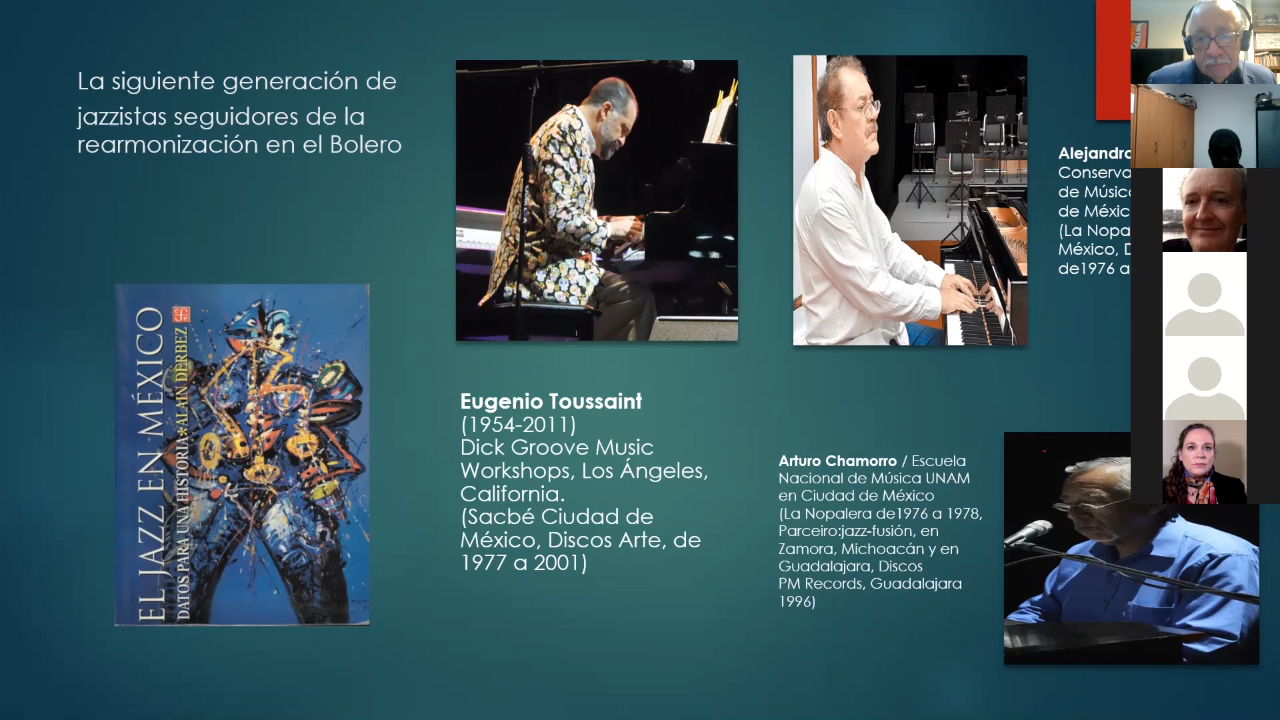 La siguiente generación de
jazzistas seguidores de la
rearmonización en el Bolero
EL JAZZ EN MÉXICO
DATOS PARA UNA HISTORIA
ALAIN DERBEZ
Eugenio Toussaint
(1954-2011)
Dick Groove Music
Workshops, Los Ángeles,
California.
(Sacbé Ciudad de
México, Discos Arte, de
1977 a 2001)
Arturo Chamorro / Escuela
Nacional de Música UNAM
en Ciudad de México
(La Nopalera de1976 a 1978,
Parceiro:jazz-fusión, en
Zamora, Michoacán y en
Guadalajara, Discos
PM Records, Guadalajara
1996)
Alejandro
Conserva
de Músic
de Méxic
(La Nopa
México, D
de1976 a